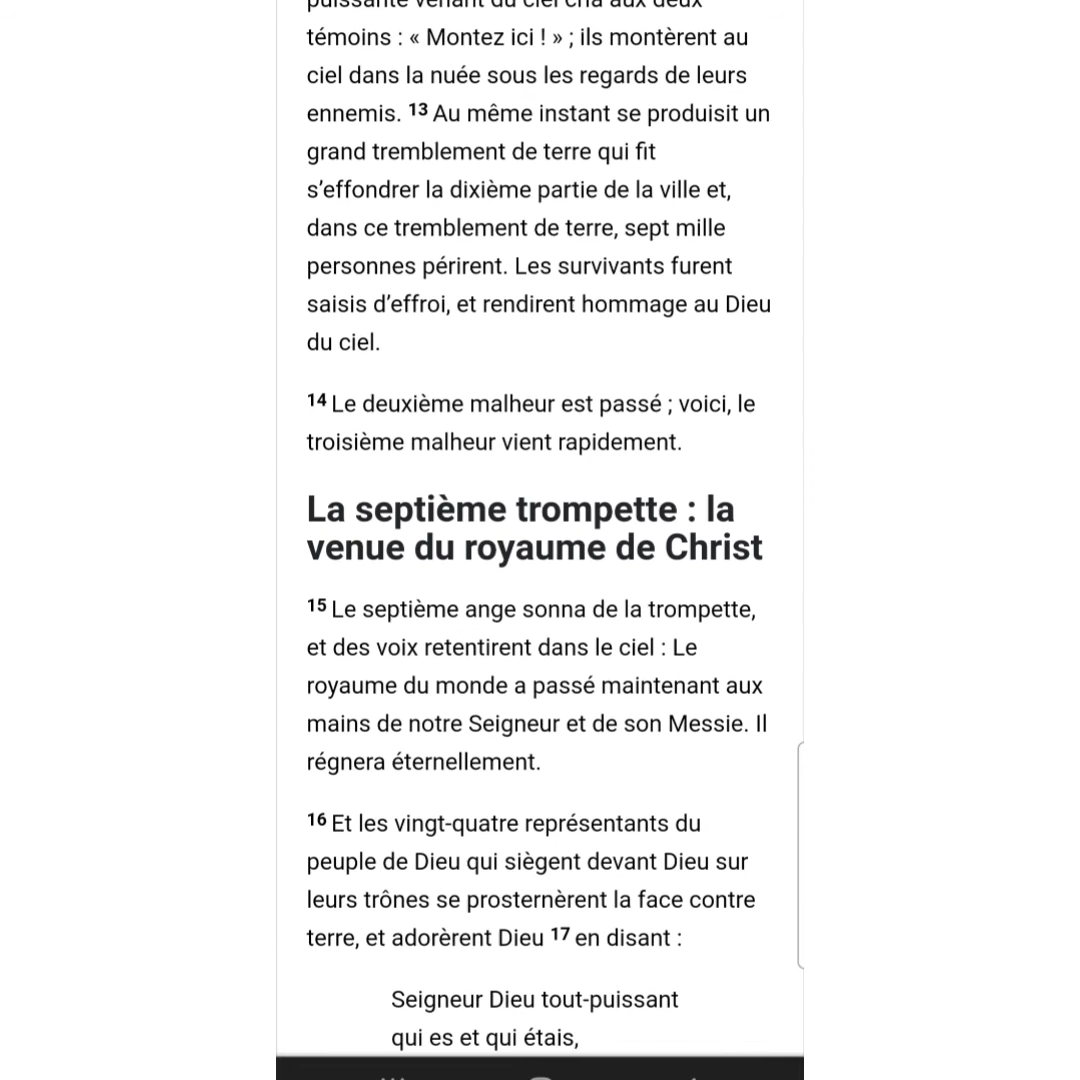 puissante venant du ciel cria aux deux
témoins : « Montez ici ! » ; ils montèrent au
ciel dans la nuée sous les regards de leurs
ennemis. 13 Au même instant se produisit un
grand tremblement de terre qui fit
s’effondrer la dixième partie de la ville et,
dans ce tremblement de terre, sept mille
personnes périrent. Les survivants furent
saisis d’effroi, et rendirent hommage au Dieu
du ciel.
14 Le deuxième malheur est passé ; voici, le
troisième malheur vient rapidement.
La septième trompette : la
venue du royaume de Christ
15 Le septième ange sonna de la trompette,
et des voix retentirent dans le ciel : Le
royaume du monde a passé maintenant aux
mains de notre Seigneur et de son Messie. Il
régnera éternellement.
16 Et les vingt-quatre représentants du
peuple de Dieu qui siègent devant Dieu sur
leurs trônes se prosternèrent la face contre
terre, et adorèrent Dieu 17 en disant :
Seigneur Dieu tout-puissant
qui es et qui étais,